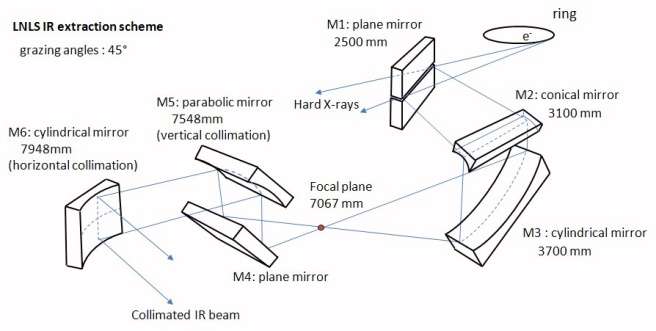 LNLS IR extraction scheme
grazing angles : 45°
M1: plane mirror
2500 mm
ring
e-
Hard X-rays
M2: conical mirror
3100 mm
M5: parabolic mirror
7548mm
(vertical collimation)
M6: cylindrical mirror
7948mm
(horizontal collimation)
Focal plane
7067 mm
M3 : cylindrical mirror
3700 mm
M4: plane mirror
Collimated IR beam